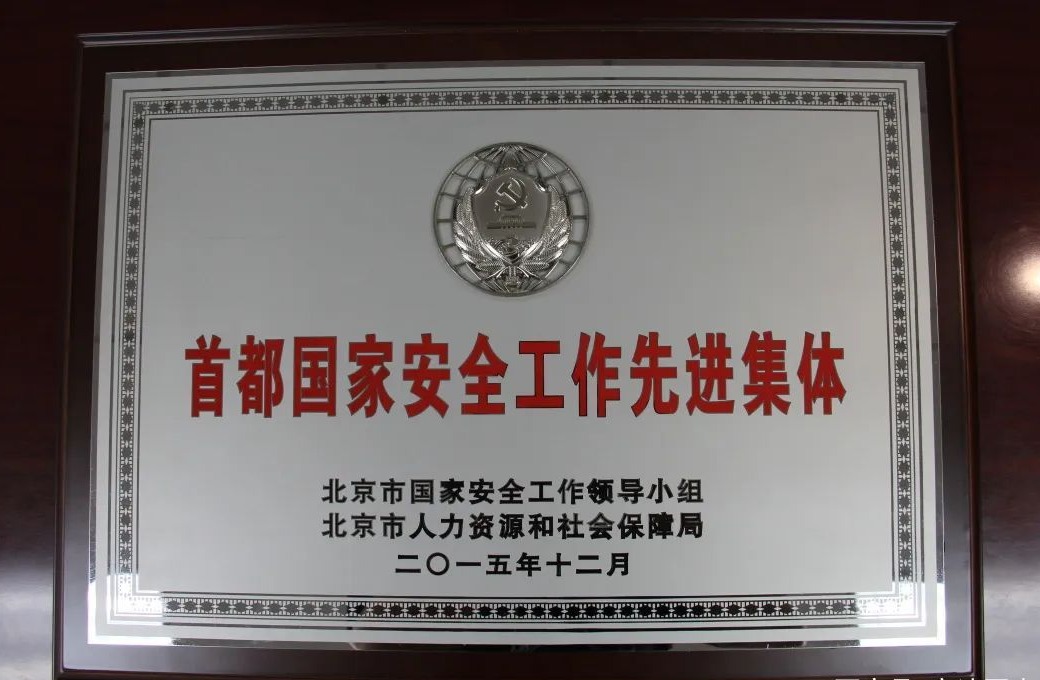 首都国家安全工作先进集体
北京市国家安全工作领导小组
北京市人力资源和社会保障局
二〇一五年十二月